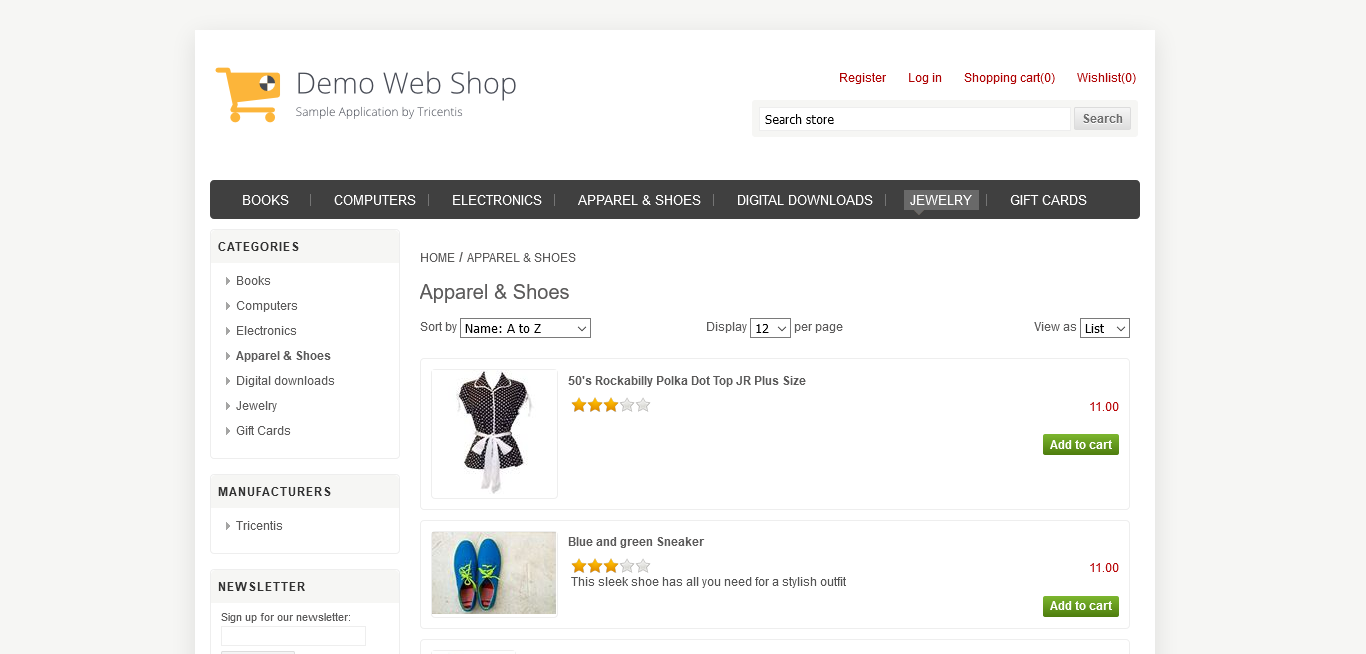 Demo Web Shop
Sample Application by Tricentis
Register Log in Shopping cart(0) Wishlist(0)
Search store Search
BOOKS COMPUTERS ELECTRONICS APPAREL & SHOES DIGITAL DOWNLOADS JEWELRY GIFT CARDS
CATEGORIES
Books
Computers
Electronics
Apparel & Shoes
Digital downloads
Jewelry
Gift Cards
MANUFACTURERS
Tricentis
NEWSLETTER
Sign up for our newsletter:
HOME / APPAREL & SHOES
Apparel & Shoes
Sort by Name: A to Z Display 12 per page View as List
50's Rockabilly Polka Dot Top JR Plus Size
11.00
Add to cart
Blue and green Sneaker
11.00
This sleek shoe has all you need for a stylish outfit
Add to cart